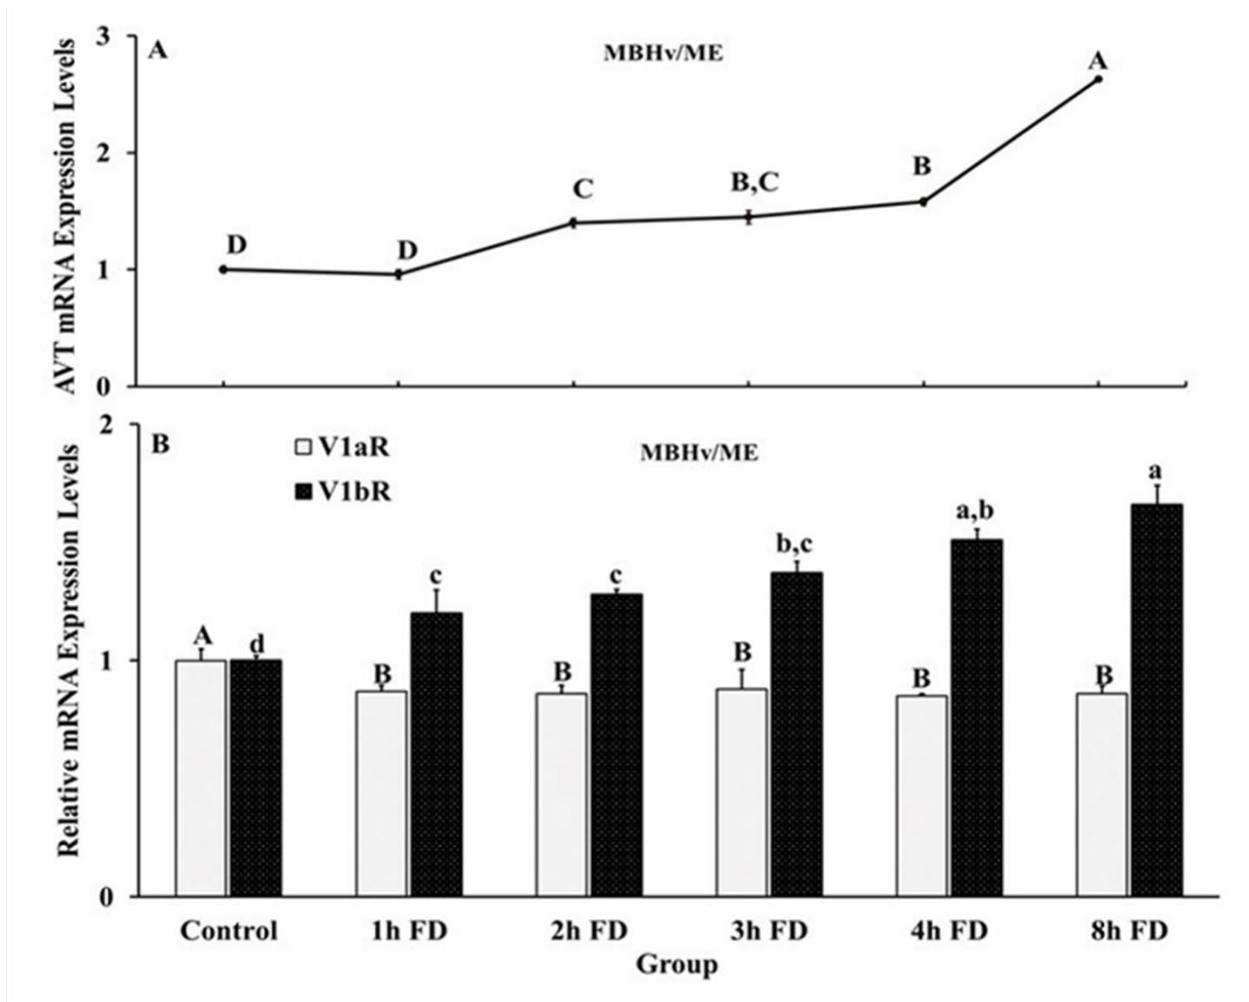 A
MBHv/ME
AVT mRNA Expression Levels
3
2
1
0
D
D
C
B,C
B
A
B
MBHv/ME
V1aR
V1bR
Relative mRNA Expression Levels
2
1
0
A
d
B
c
B
c
B
b,c
B
a,b
B
a
Control
1h FD
2h FD
3h FD
4h FD
8h FD
Group